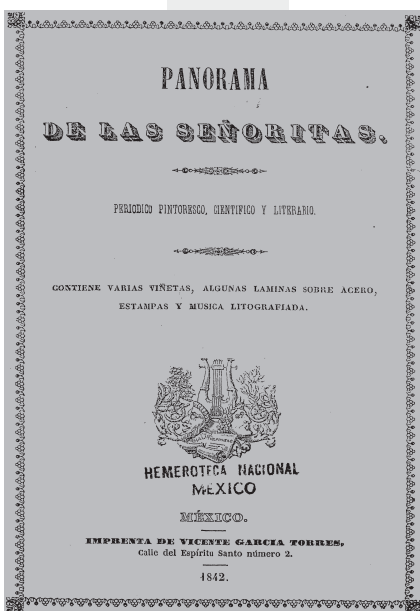 PANORAMA
DE LAS SEÑORITAS.
PERIODICO PINTORESCO, CIENTIFICO Y LITERARIO.
CONTIENE VARIAS VIÑETAS, ALGUNAS LAMINAS SOBRE ACERO,
ESTAMPAS Y MUSICA LITOGRAFIADA.
HEMEROTECA NACIONAL
MEXICO
MÉXICO.
IMPRENTA DE VICENTE GARCIA TORRES,
Calle del Espíritu Santo número 2.
1842.